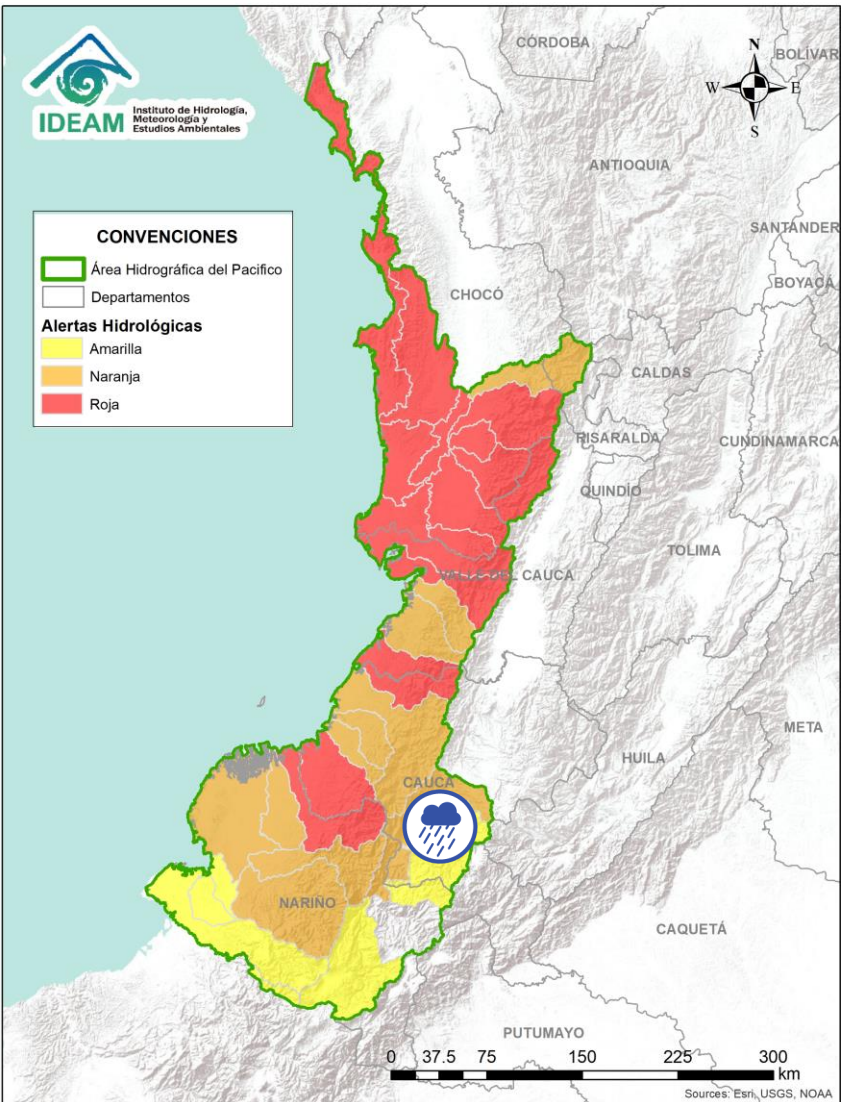 IDEAM
Instituto de Hidrología,
Meteorología y
Estudios Ambientales
CÓRDOBA
BOLÍVAR
N
W
E
S
ANTIOQUIA
SANTANDER
BOYACÁ
CONVENCIONES
Área Hidrográfica del Pacifico
Departamentos
Alertas Hidrológicas
Amarilla
Naranja
Roja
CHOCÓ
CALDAS
RISARALDA
CUNDINAMARCA
QUINDÍO
TOLIMA
VALLE DEL CAUCA
META
HUILA
CAUCA
NARIÑO
CAQUETÁ
PUTUMAYO
0 37.5 75 150 225 300
km
Sources: Esri, USGS, NOAA